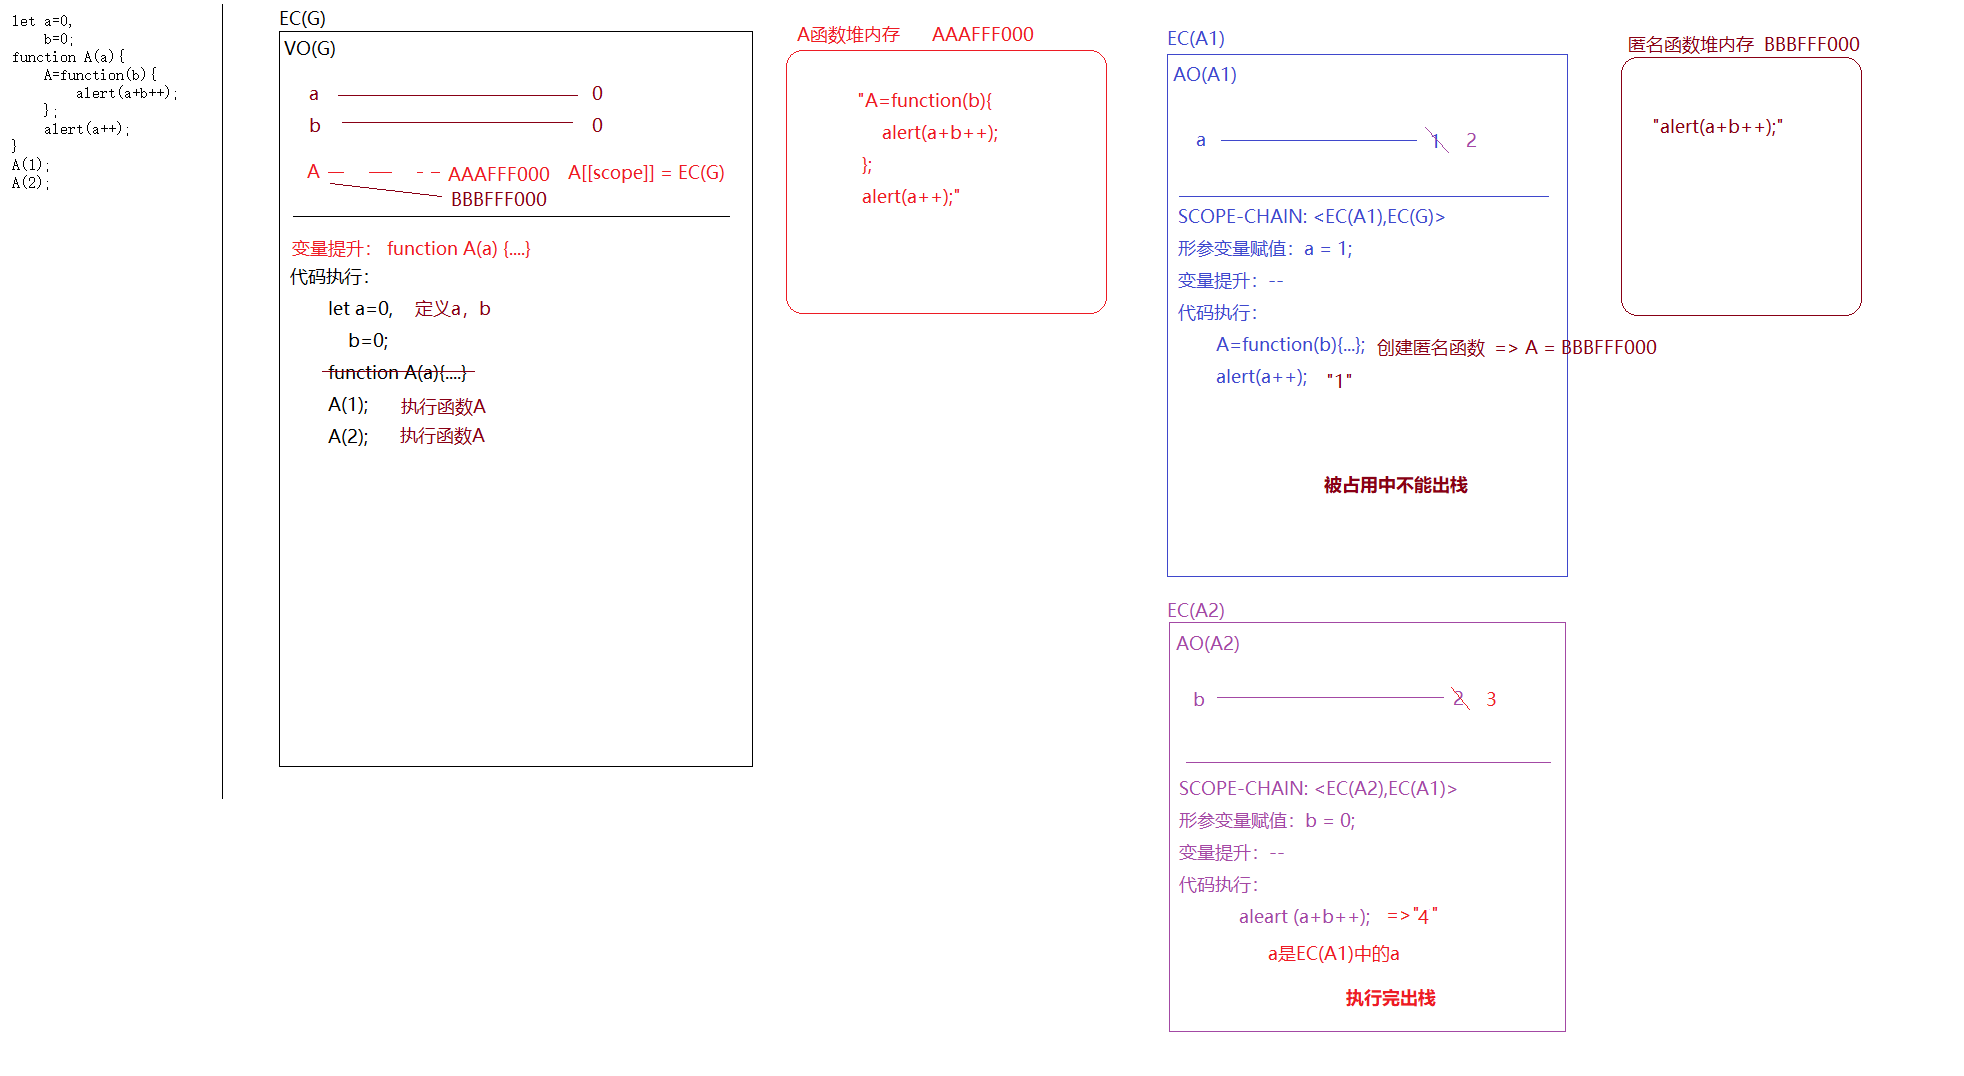 let a=0,
b=0;
function A(a){
A=function(b){
alert(a+b++);
};
alert(a++);
}
A(1);
A(2);
EC(G)
VO(G)
a 0
b 0
A AAAFFF000 A[[scope]] = EC(G)
BBBFFF000
变量提升： function A(a) {....}
代码执行：
let a=0, 定义a，b
b=0;
function A(a){....}
A(1); 执行函数A
A(2); 执行函数A
A函数堆内存 AAAFFF000
"A=function(b){
alert(a+b++);
};
alert(a++);"
EC(A1)
AO(A1)
a 1 2
SCOPE-CHAIN: <EC(A1),EC(G)>
形参变量赋值：a = 1;
变量提升：--
代码执行：
A=function(b){...}; 创建匿名函数 => A = BBBFFF000
alert(a++); "1"
被占用中不能出栈
匿名函数堆内存 BBBFFF000
"alert(a+b++);"
EC(A2)
AO(A2)
b 2 3
SCOPE-CHAIN: <EC(A2),EC(A1)>
形参变量赋值：b = 0;
变量提升：--
代码执行：
aleart (a+b++); =>"4"
a是EC(A1)中的a
执行完出栈